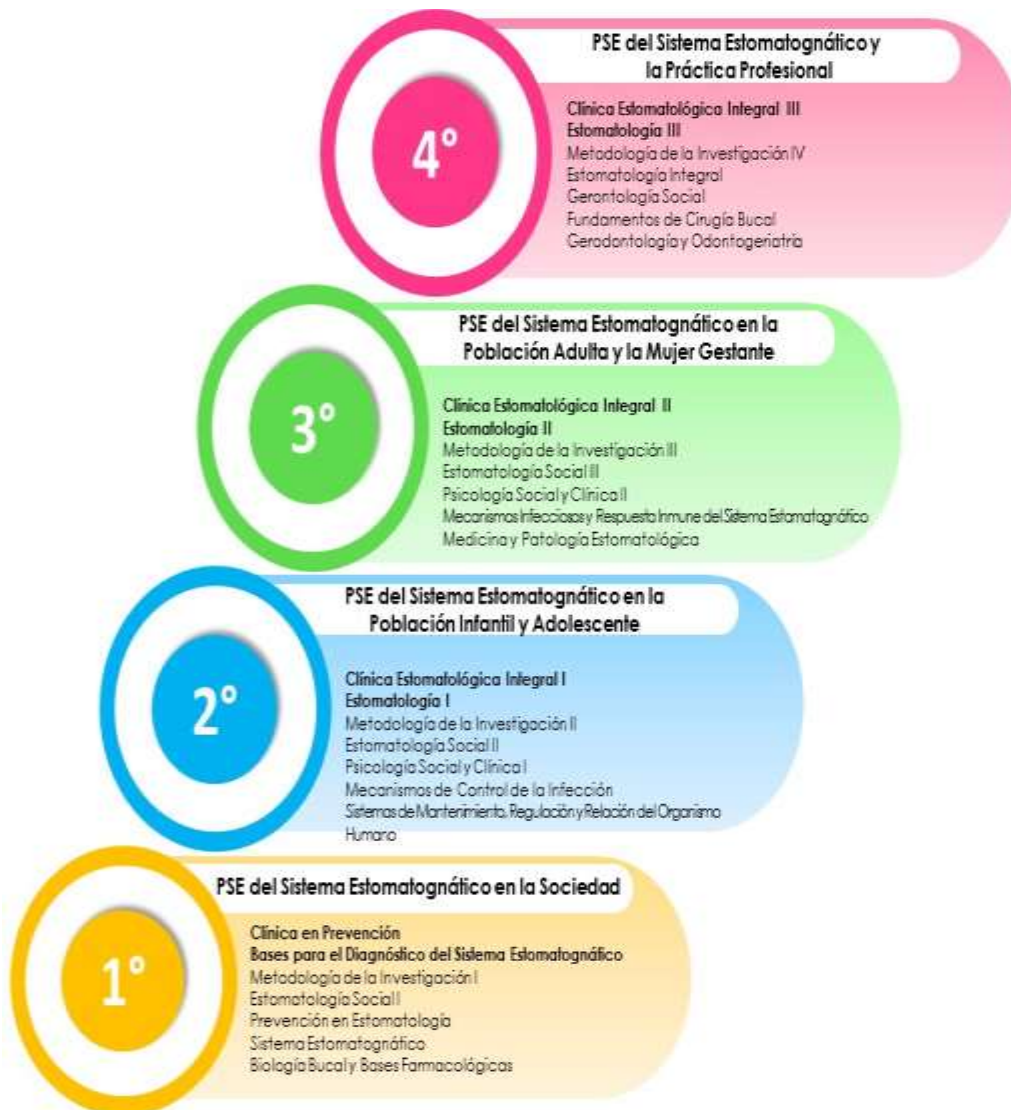 4°
PSE del Sistema Estomatognático y
la Práctica Profesional
Clínica Estomatológica Integral III
Estomatología III
Metodología de la Investigación IV
Estomatología Integral
Gerontología Social
Fundamentos de Cirugía Bucal
Gerodontología y Odontogeriatría
3°
PSE del Sistema Estomatognático en la
Población Adulta y la Mujer Gestante
Clínica Estomatológica Integral II
Estomatología II
Metodología de la Investigación III
Estomatología Social III
Psicología Social y Clínica II
Mecanismos Infecciosos y Respuesta Inmune del Sistema Estomatognático
Medicina y Patología Estomatológica
2°
PSE del Sistema Estomatognático en la
Población Infantil y Adolescente
Clínica Estomatológica Integral I
Estomatología I
Metodología de la Investigación II
Estomatología Social II
Psicología Social y Clínica I
Mecanismos de Control de la Infección
Sistemas de Mantenimiento, Regulación y Relación del Organismo
Humano
1°
PSE del Sistema Estomatognático en la Sociedad
Clínica en Prevención
Bases para el Diagnóstico del Sistema Estomatognático
Metodología de la Investigación I
Estomatología Social I
Prevención en Estomatología
Sistema Estomatognático
Biología Bucal y Bases Farmacológicas